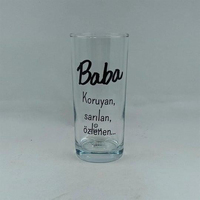 Baba
Koruyan,
sarılan,
özlenen...